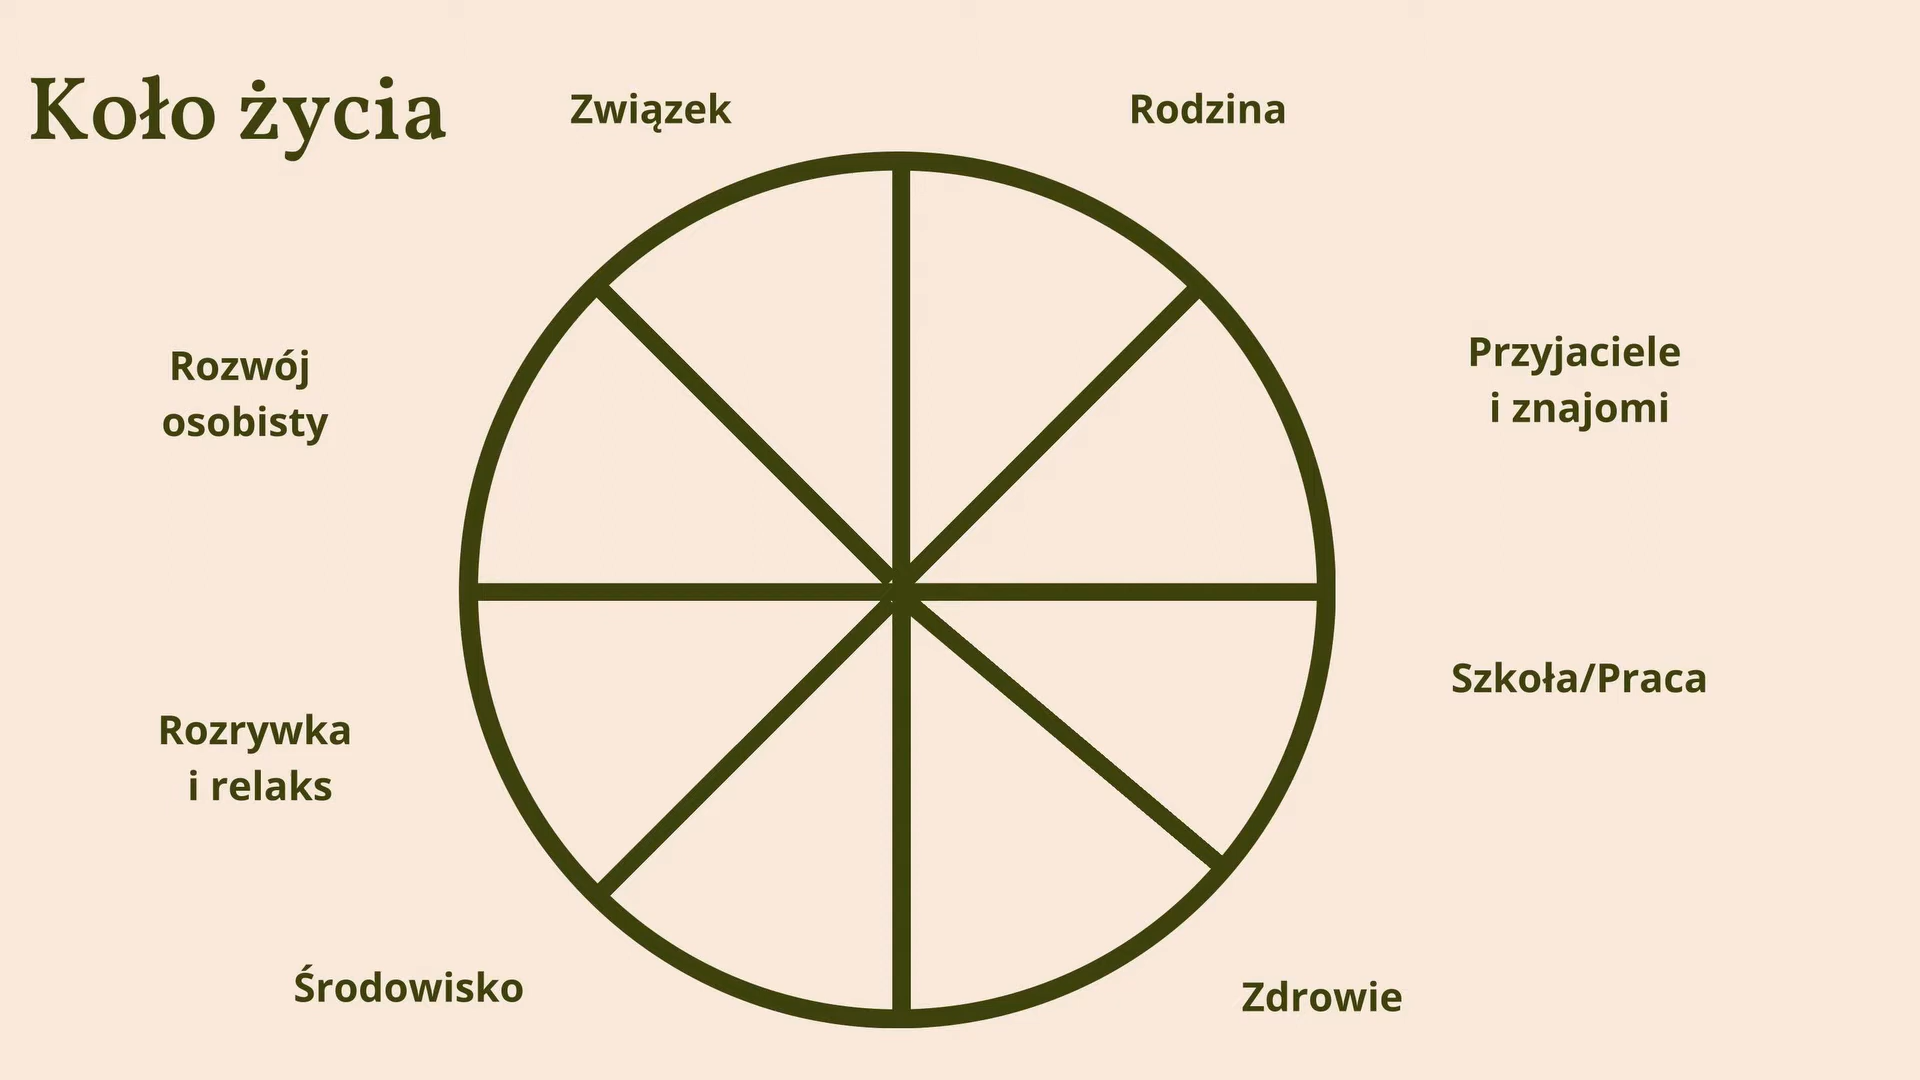 Koło życia
Związek
Rodzina
Rozwój
osobisty
Przyjaciele
i znajomi
Szkoła/Praca
Rozrywka
i relaks
Środowisko
Zdrowie